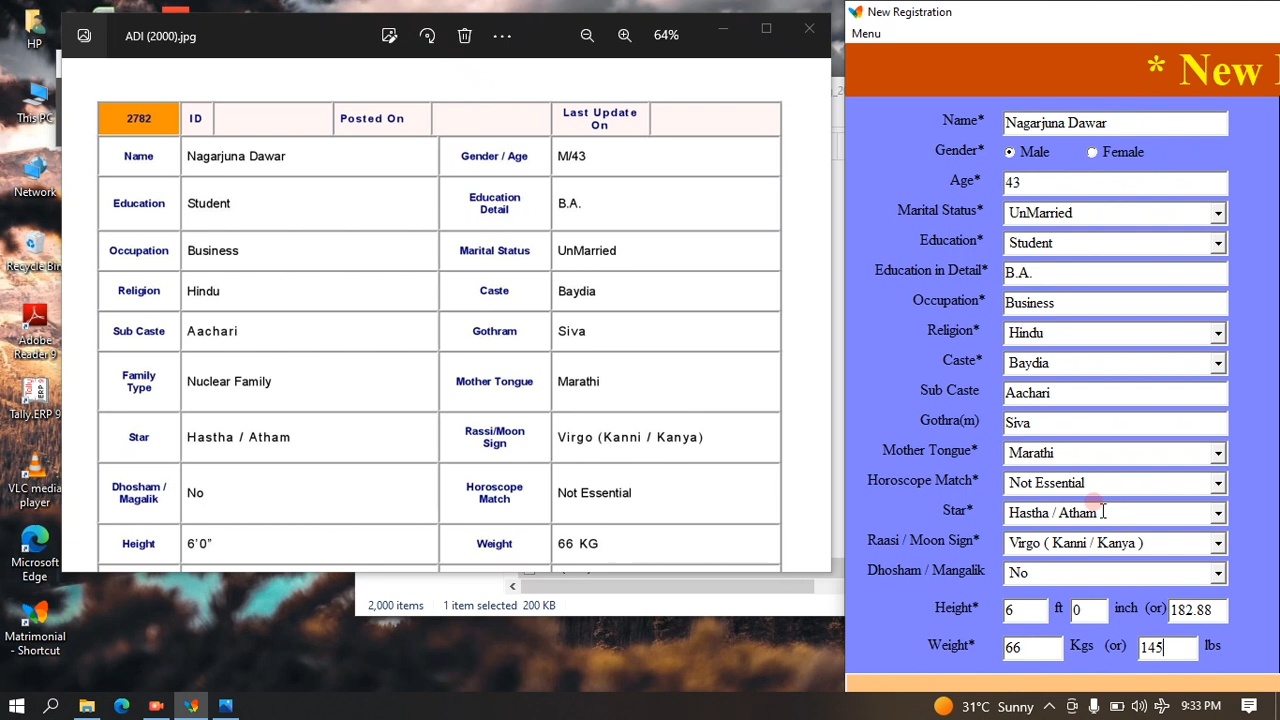 HP
This PC
Network
Recycle Bin
Adobe
Reader 9
Tally.ERP 9
VLC media
player
Microsoft
Edge
Matrimonial
- Shortcut
ADI (2000).jpg
64%
2782 ID Posted On Last Update On
Name Nagarjuna Dawar Gender / Age M/43
Education Student Education Detail B.A.
Occupation Business Marital Status UnMarried
Religion Hindu Caste Baydia
Sub Caste Aachari Gothram Siva
Family Type Nuclear Family Mother Tongue Marathi
Star Hastha / Atham Rassi/Moon Sign Virgo (Kanni / Kanya)
Dhosham / Magalik No Horoscope Match Not Essential
Height 6'0" Weight 66 KG
2,000 items 1 item selected 200 KB
New Registration
Menu
* New
Name* Nagarjuna Dawar
Gender* Male Female
Age* 43
Marital Status* UnMarried
Education* Student
Education in Detail* B.A.
Occupation* Business
Religion* Hindu
Caste* Baydia
Sub Caste Aachari
Gothra(m) Siva
Mother Tongue* Marathi
Horoscope Match* Not Essential
Star* Hastha / Atham
Raasi / Moon Sign* Virgo ( Kanni / Kanya )
Dhosham / Mangalik No
Height* 6 ft 0 inch (or) 182.88
Weight* 66 Kgs (or) 145 lbs
31°C Sunny 9:33 PM